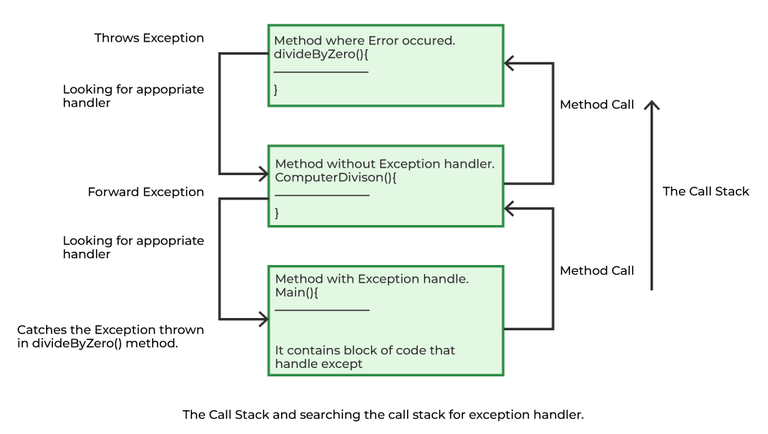 Throws Exception
Looking for appopriate
handler
Forward Exception
Looking for appopriate
handler
Catches the Exception thrown
in divideByZero() method.
Method where Error occured.
divideByZero(){
}
Method without Exception handler.
ComputerDivison(){
}
Method with Exception handle.
Main(){
It contains block of code that
handle except
Method Call
Method Call
The Call Stack
The Call Stack and searching the call stack for exception handler.